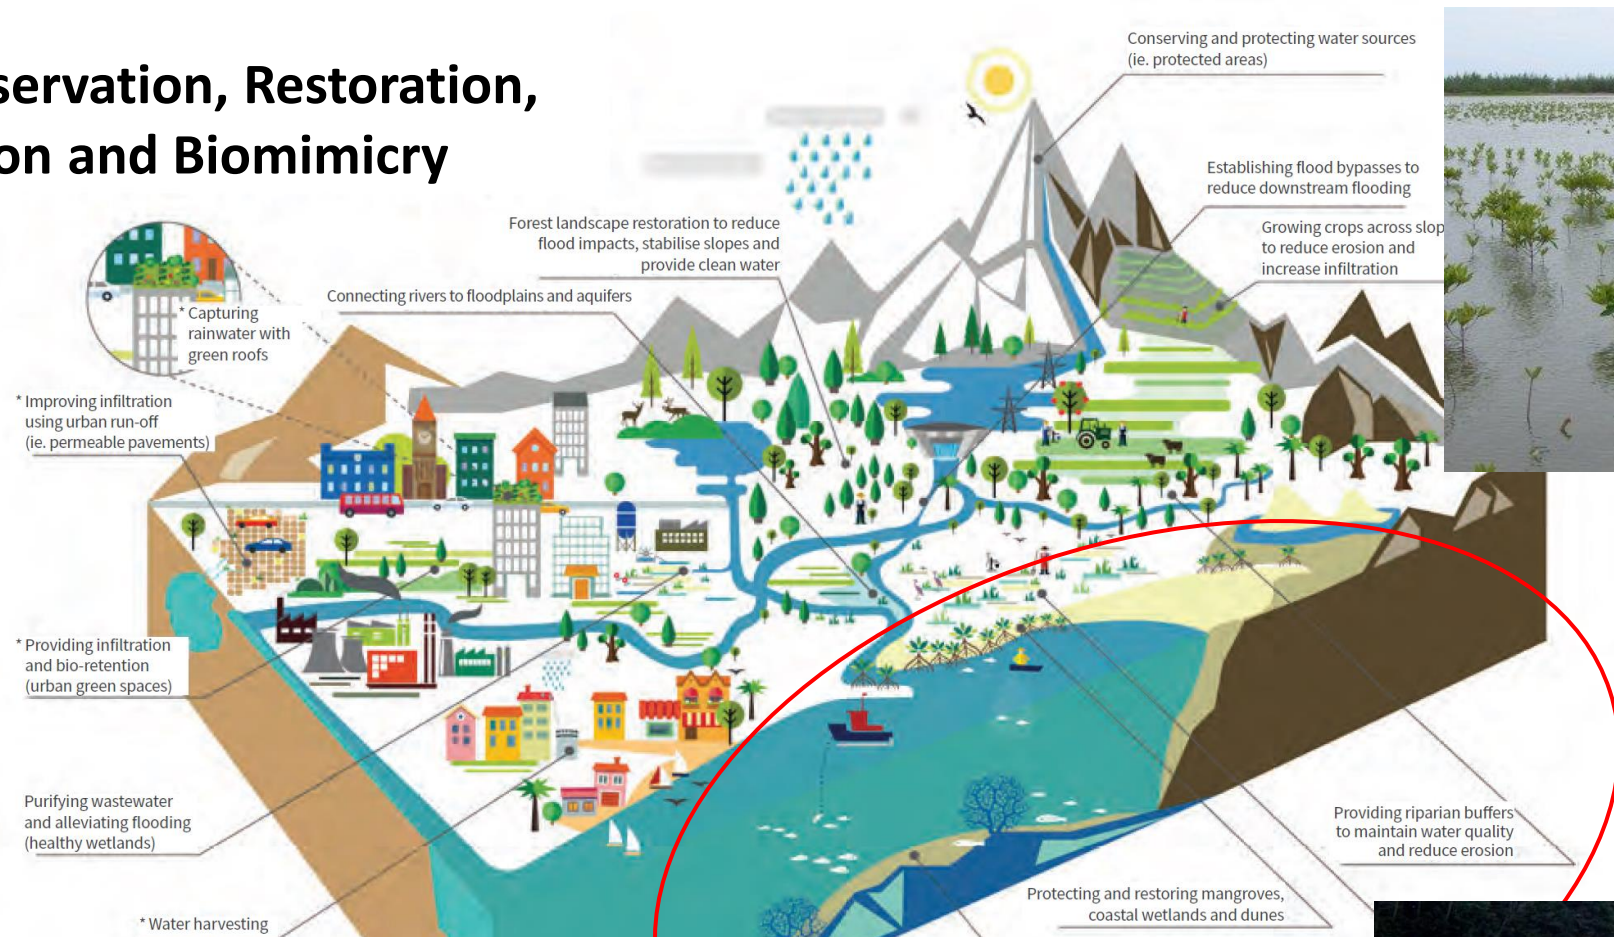 servation, Restoration,
on and Biomimicry
Conserving and protecting water sources
(ie. protected areas)
Establishing flood bypasses to
reduce downstream flooding
Growing crops across slop
to reduce erosion and
increase infiltration
Forest landscape restoration to reduce
flood impacts, stabilise slopes and
provide clean water
Connecting rivers to floodplains and aquifers
* Capturing
rainwater with
green roofs
* Improving infiltration
using urban run-off
(ie. permeable pavements)
* Providing infiltration
and bio-retention
(urban green spaces)
Purifying wastewater
and alleviating flooding
(healthy wetlands)
* Water harvesting
Providing riparian buffers
to maintain water quality
and reduce erosion
Protecting and restoring mangroves,
coastal wetlands and dunes